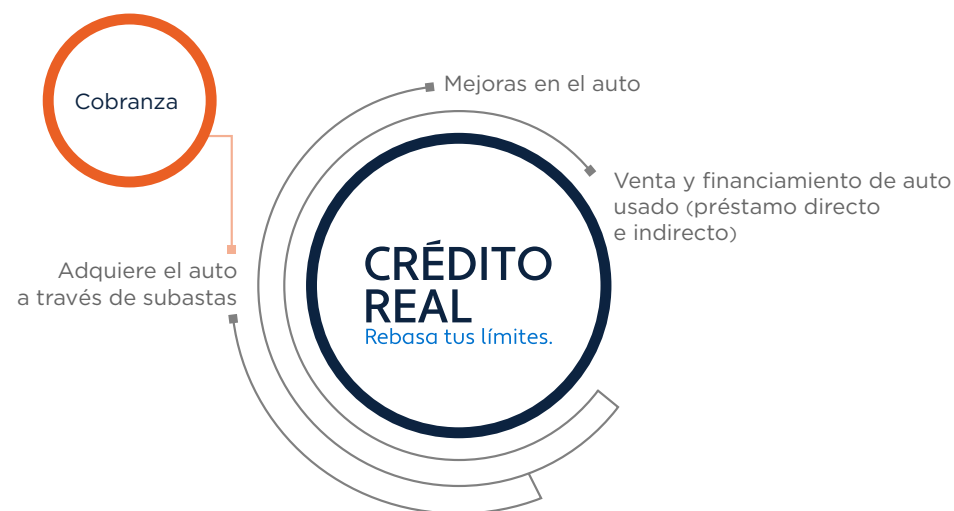 Cobranza
Mejoras en el auto
Venta y financiamiento de auto
usado (préstamo directo
e indirecto)
Adquiere el auto
a través de subastas
CRÉDITO
REAL
Rebasa tus límites.